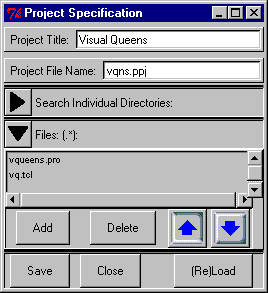 Project Specification
Project Title: Visual Queens
Project File Name: vqns.ppj
Search Individual Directories:
Files: (.*):
vqueens.pro
vq.tcl
Add Delete
Save Close (Re)Load